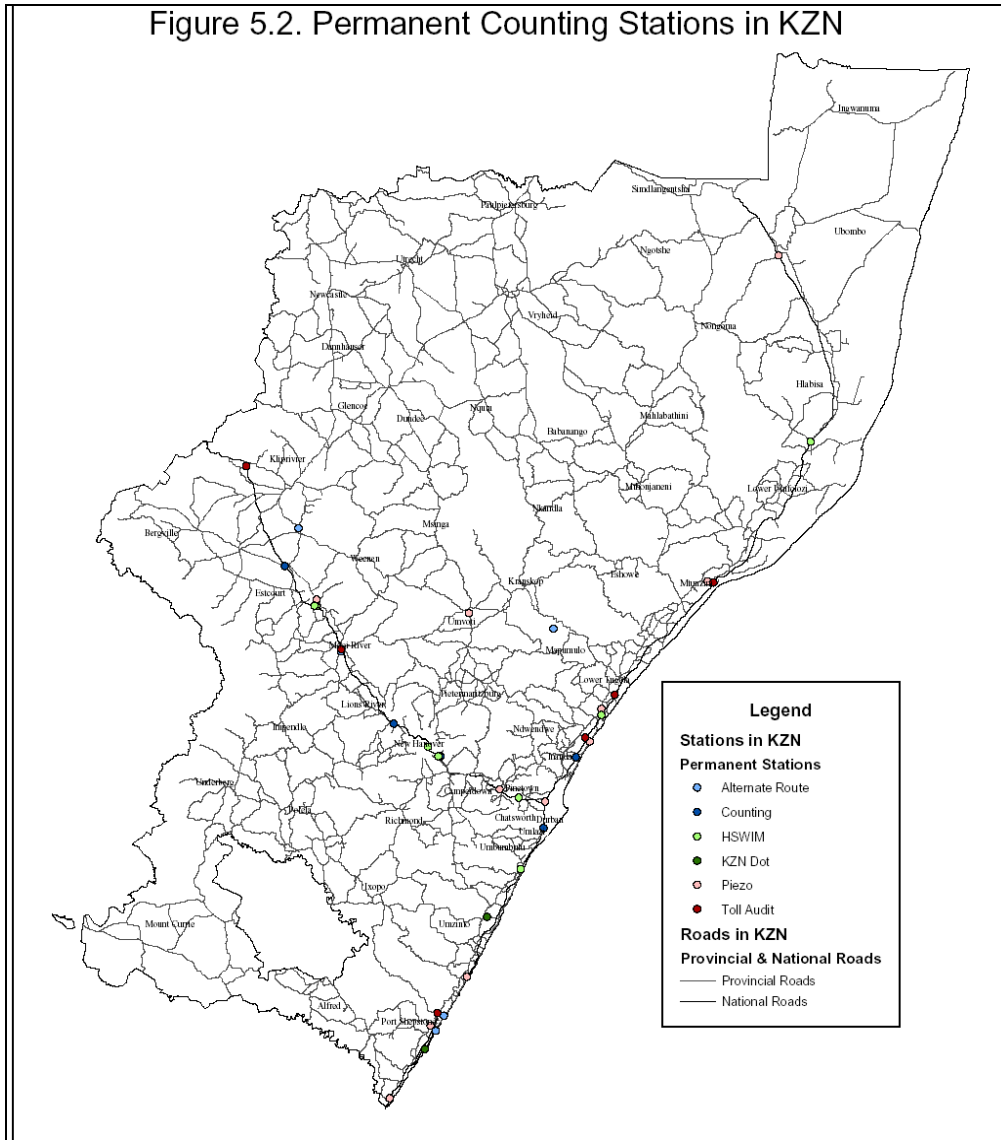 Figure 5.2. Permanent Counting Stations in KZN
Ingwavuma
Simdlangentsha
Paulpietersburg
Ubombo
Ngotshe
Utrecht
Newcastle
Vryheid
Nongoma
Dannhauser
Hlabisa
Glencoe
Nqutu
Dundee
Mahlabathini
Babanango
Kliprivier
Mthonjaneni
Lower Umfolozi
Nkandla
Msinga
Bergville
Weenen
Eshowe
Kranskop
Mtunzini
Estcourt
Umvoti
Mooi River
Mapumulo
Lower Tugela
Pietermaritzburg
Lions River
Impendle
Ndwendwe
New Hanover
Inanda
Underberg
Camperdown
Pinetown
Polela
Richmond
Chatsworth
Durban
Umlazi
Umbumbulu
Ixopo
Mount Currie
Umzinto
Alfred
Port Shepstone
Legend
Stations in KZN
Permanent Stations
Alternate Route
Counting
HSWIM
KZN Dot
Piezo
Toll Audit
Roads in KZN
Provincial & National Roads
Provincial Roads
National Roads